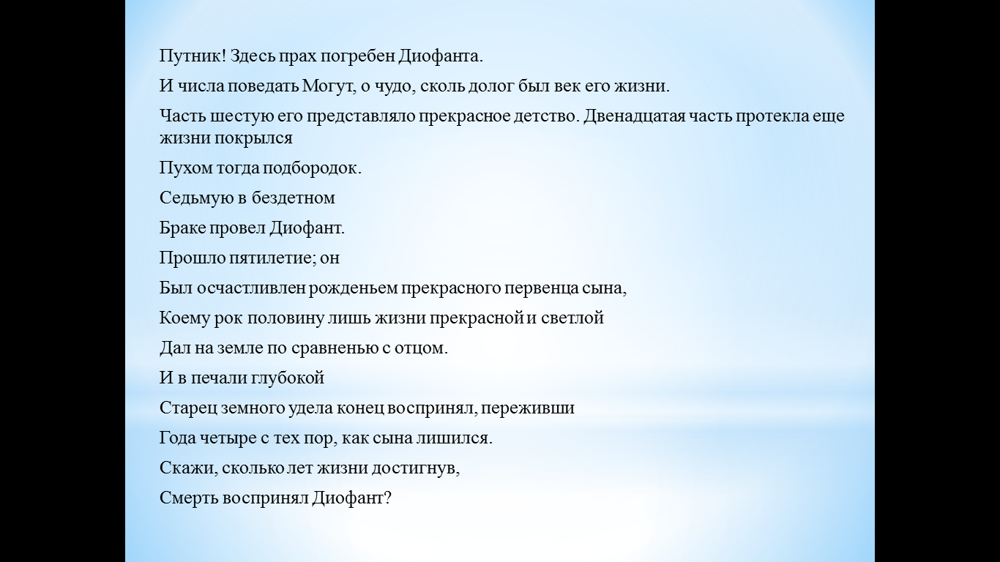 Путник! Здесь прах погребен Диофанта.
И числа поведать Могут, о чудо, сколь долог был век его жизни.
Часть шестую его представляло прекрасное детство. Двенадцатая часть протекла еще
жизни покрылся
Пухом тогда подбородок.
Седьмую в бездетном
Браке провел Диофант.
Прошло пятилетие; он
Был осчастливлен рожденьем прекрасного первенца сына,
Коему рок половину лишь жизни прекрасной и светлой
Дал на земле по сравненью с отцом.
И в печали глубокой
Старец земного удела конец воспринял, переживши
Года четыре с тех пор, как сына лишился.
Скажи, сколько лет жизни достигнув,
Смерть воспринял Диофант?